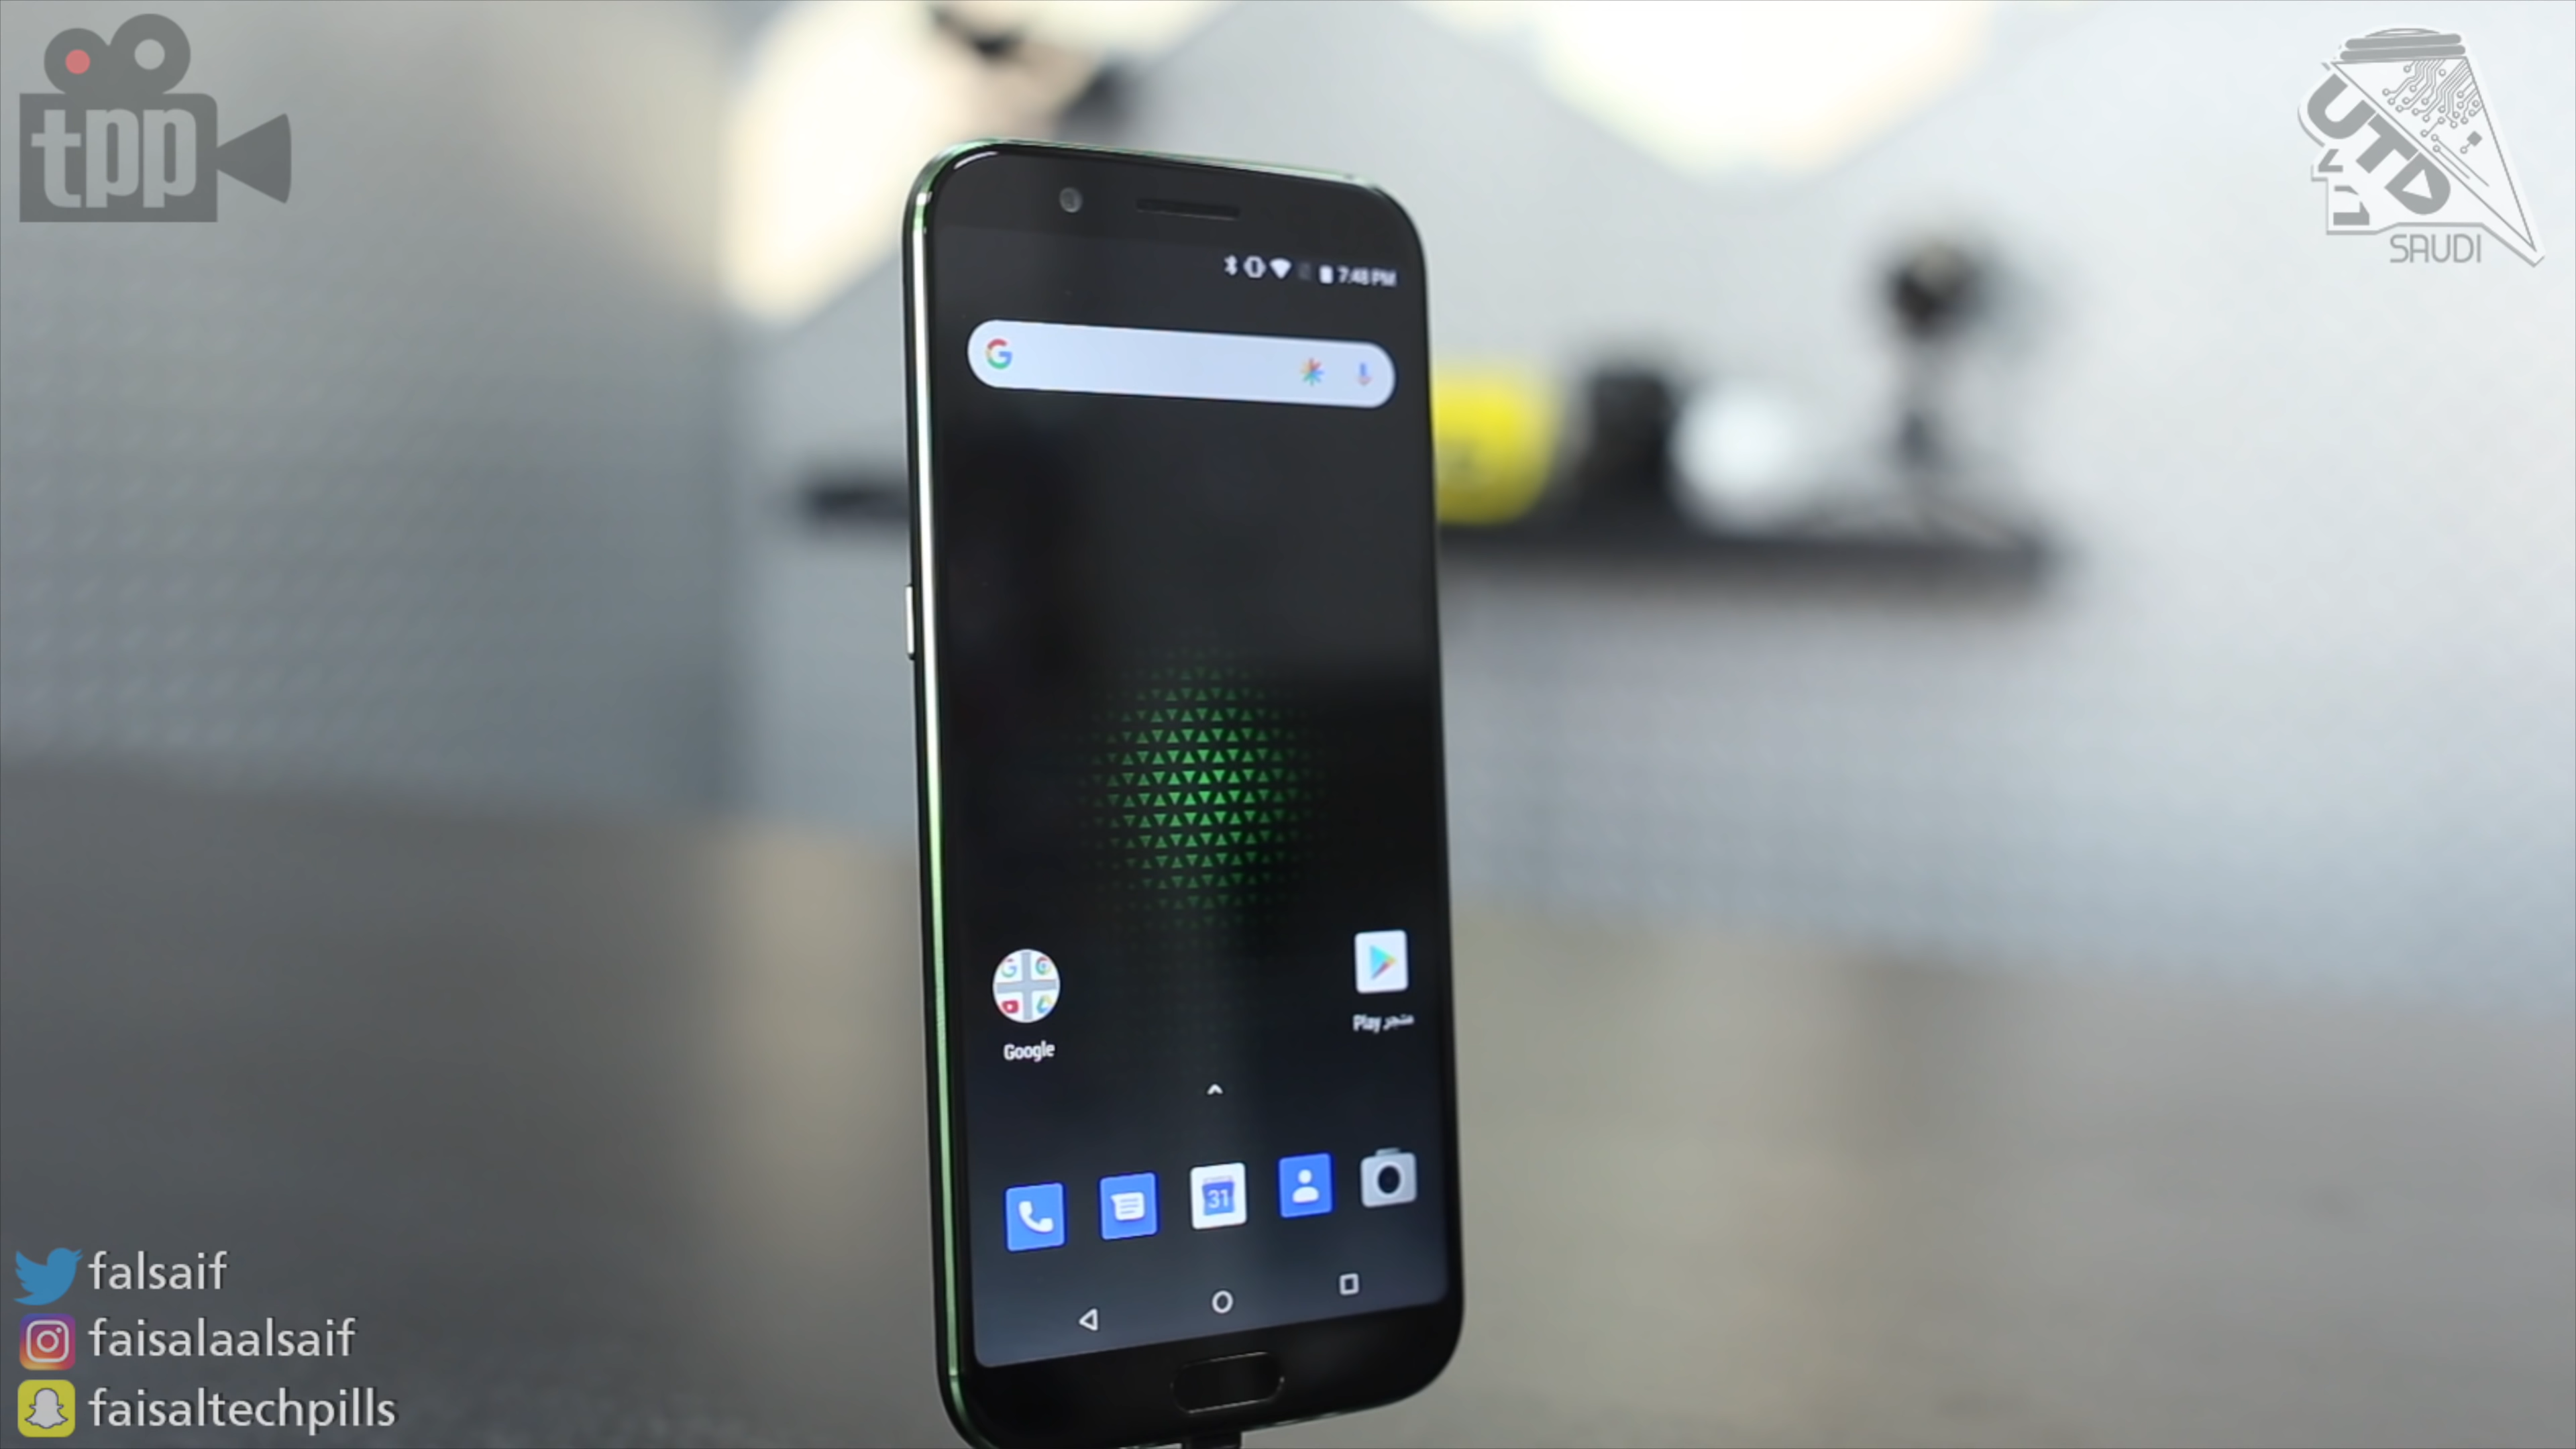 tpp
UTD
SAUDI
7:48 PM
G
Google
متجر Play
31
falsaif
faisalaalsaif
faisaltechpills